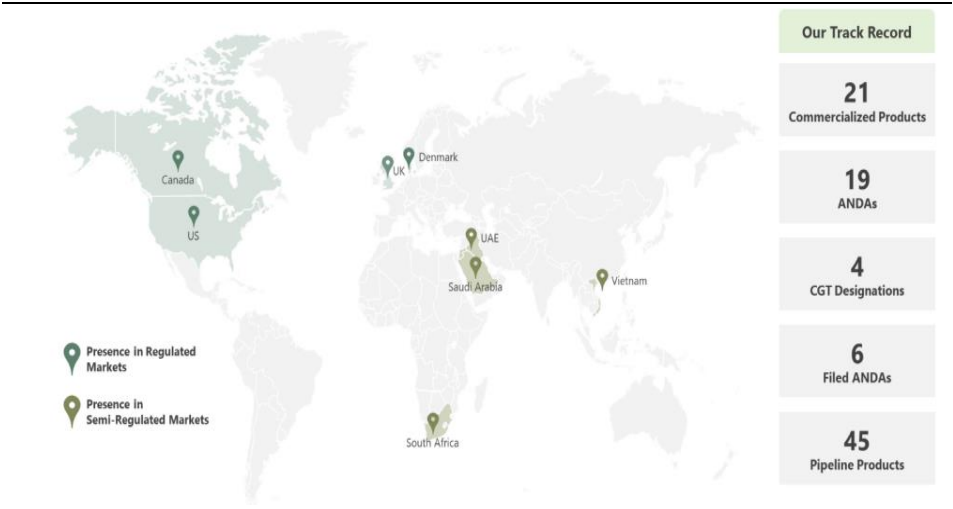 Our Track Record
21
Commercialized Products
19
ANDAs
4
CGT Designations
6
Filed ANDAs
45
Pipeline Products
Canada
US
UK
Denmark
UAE
Saudi Arabia
Vietnam
South Africa
Presence in Regulated
Markets
Presence in
Semi-Regulated Markets